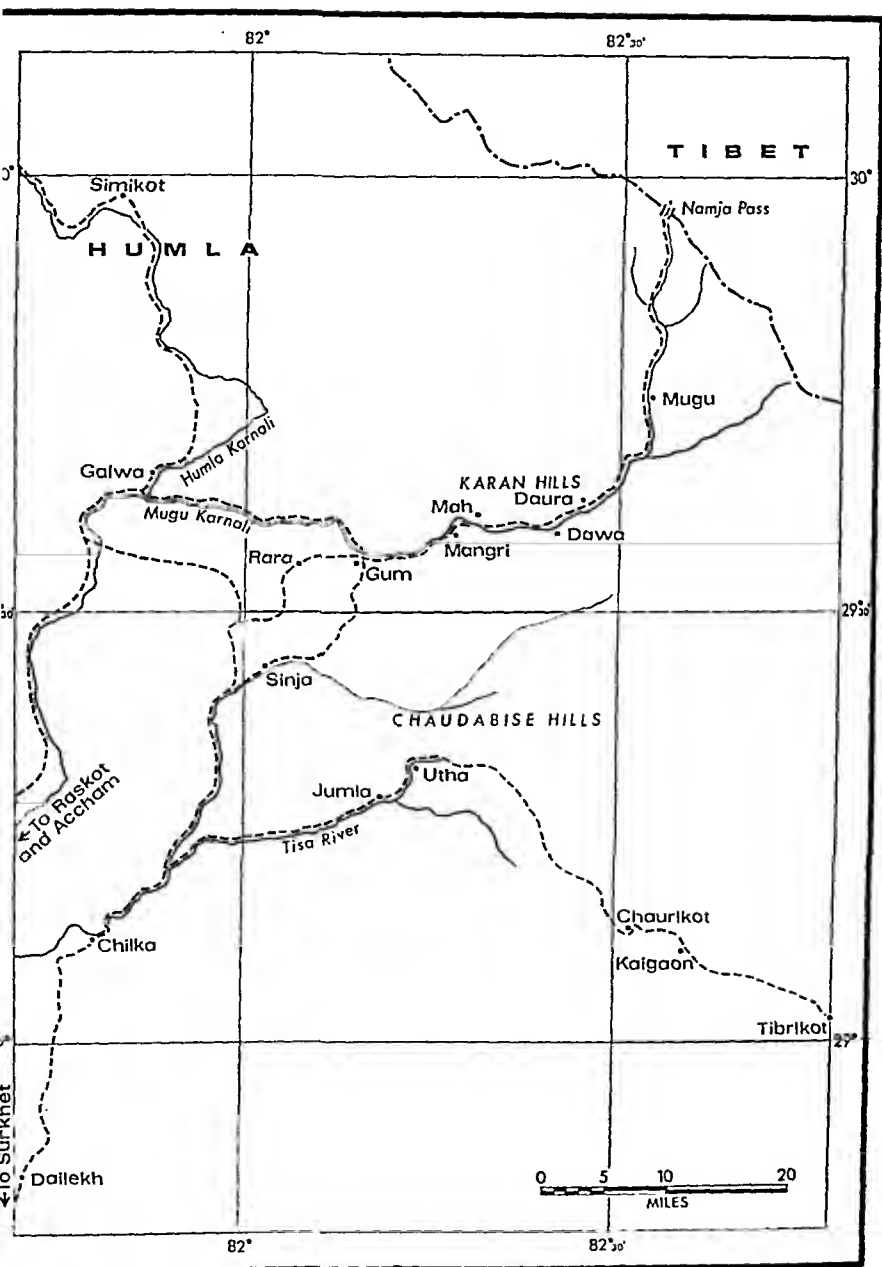 82°
82°30'
TIBET
0°
30°
Simikot
Namja Pass
HUMLA
Mugu
Humla Karnali
Galwa
KARAN HILLS
Daura
Mah
Mugu Karnali
Dawa
Mangri
Rara
Gum
30'
29°30'
Sinja
CHAUDABISE HILLS
Utha
Jumla
←To Raskot
and Accham
Tisa River
Chaurikot
Chilka
Kaigaon
Tibrikot
27°
←To Surkhet
Dailekh
0 5 10 20
MILES
82°
82°30'